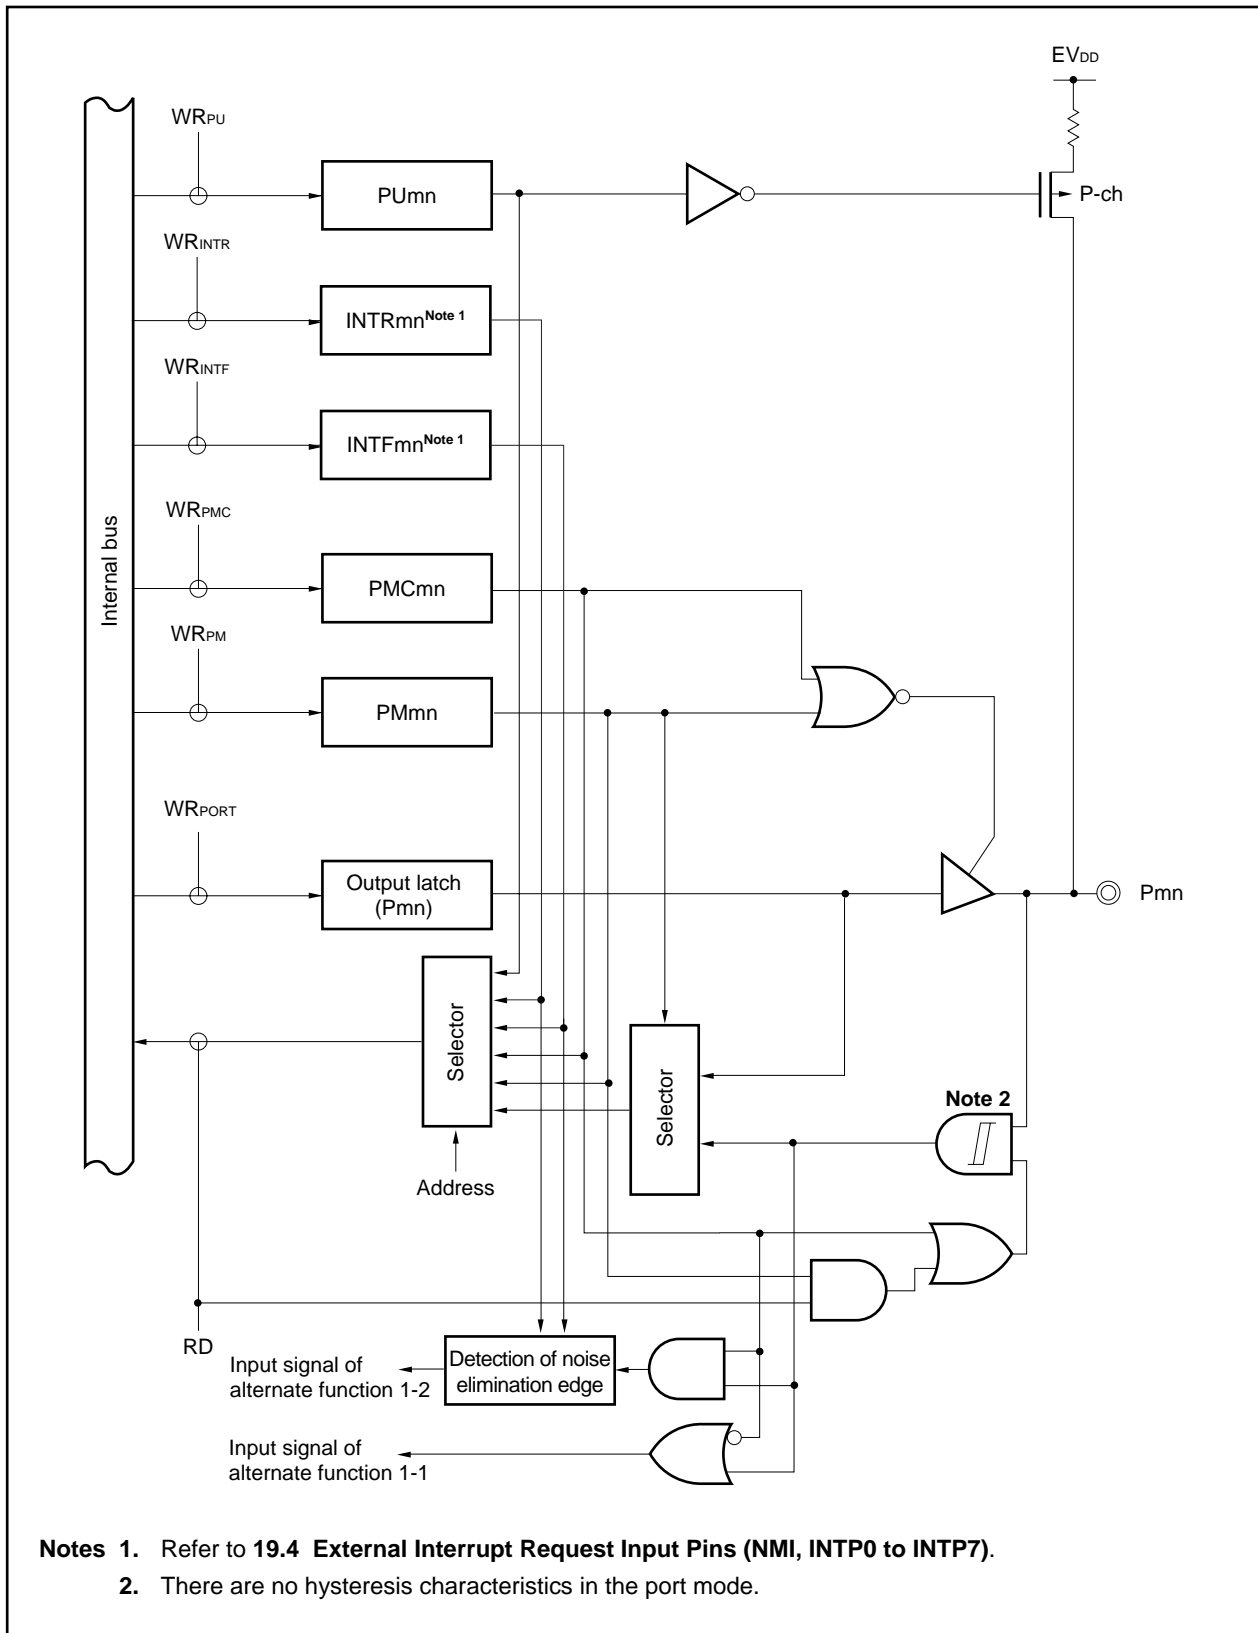 EVDD
WRPU
PUmn
P-ch
WRINTR
INTRmnNote 1
WRINTF
INTFmnNote 1
Internal bus
WRPMC
PMCmn
WRPM
PMmn
WRPORT
Output latch
(Pmn)
Pmn
Selector
Selector
Note 2
Address
RD
Input signal of
alternate function 1-2
Detection of noise
elimination edge
Input signal of
alternate function 1-1
Notes 1. Refer to 19.4 External Interrupt Request Input Pins (NMI, INTP0 to INTP7).
2. There are no hysteresis characteristics in the port mode.